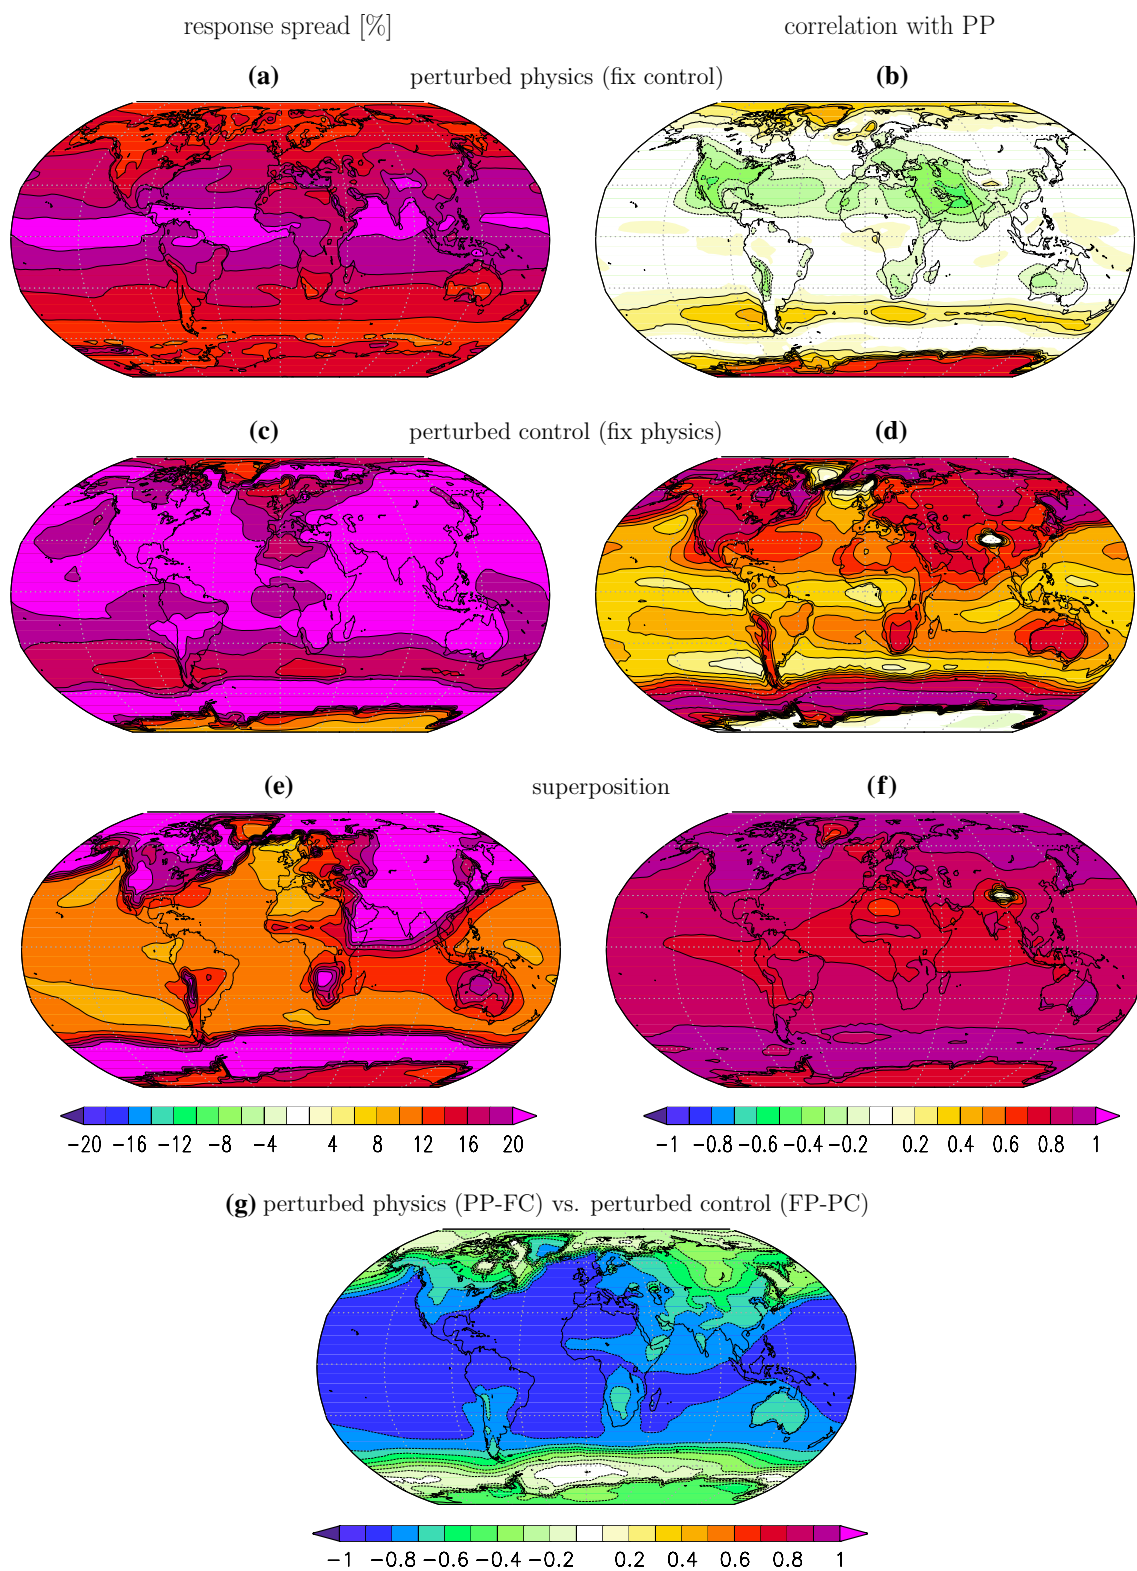 response spread [%] correlation with PP
(a) perturbed physics (fix control) (b)
(c) perturbed control (fix physics) (d)
(e) superposition (f)
−20 −16 −12 −8 −4 4 8 12 16 20
−1 −0.8 −0.6 −0.4 −0.2 0.2 0.4 0.6 0.8 1
(g) perturbed physics (PP-FC) vs. perturbed control (FP-PC)
−1 −0.8 −0.6 −0.4 −0.2 0.2 0.4 0.6 0.8 1